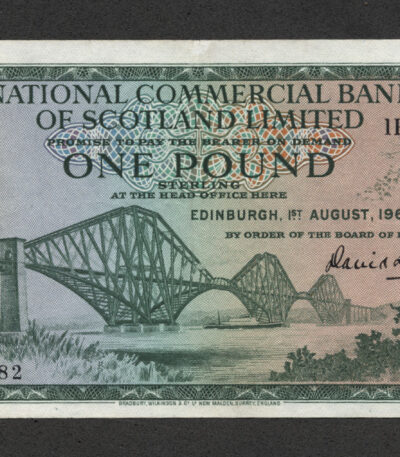 NATIONAL COMMERCIAL BANK
OF SCOTLAND LIMITED
PROMISE TO PAY THE BEARER ON DEMAND
ONE POUND
STERLING
AT THE HEAD OFFICE HERE
EDINBURGH, 1ST AUGUST, 196
BY ORDER OF THE BOARD OF
David
82
BRADBURY, WILKINSON & Co. Ld. NEW MALDEN, SURREY, ENGLAND